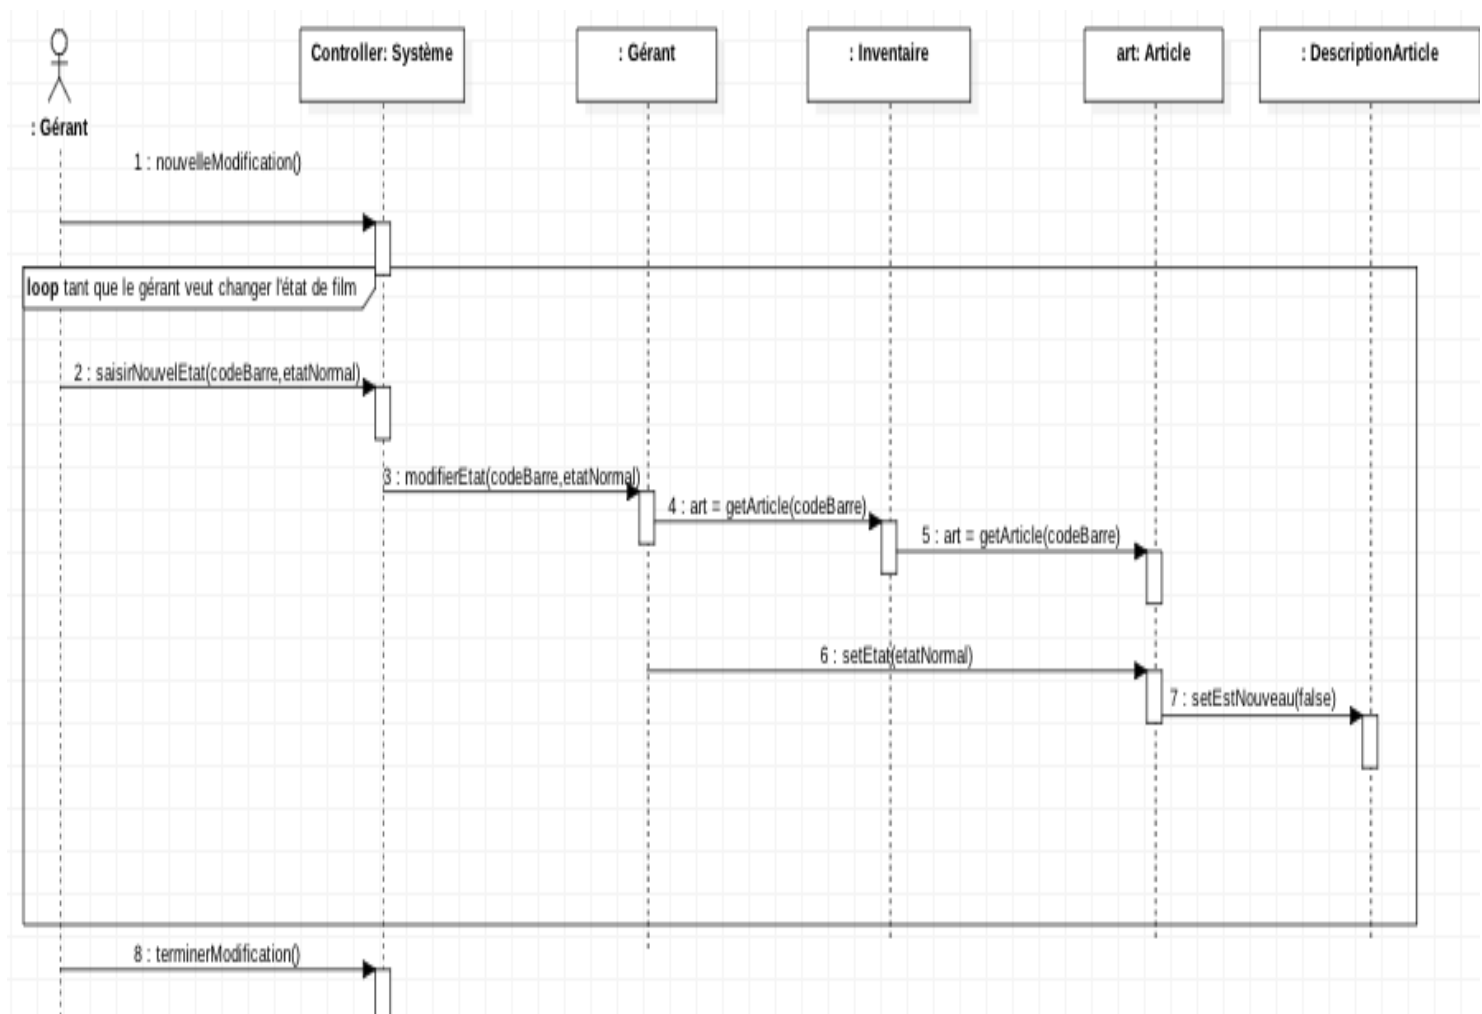 Controller: Système
: Gérant
: Inventaire
art: Article
: DescriptionArticle
: Gérant
1 : nouvelleModification()
loop tant que le gérant veut changer l'état de film
2 : saisirNouvelEtat(codeBarre,etatNormal)
3 : modifierEtat(codeBarre,etatNormal)
4 : art = getArticle(codeBarre)
5 : art = getArticle(codeBarre)
6 : setEtat(etatNormal)
7 : setEstNouveau(false)
8 : terminerModification()